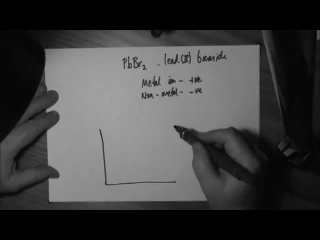 PbBr₂ - lead(II) bromide
Metal ion - +ve
Non-metal - -ve